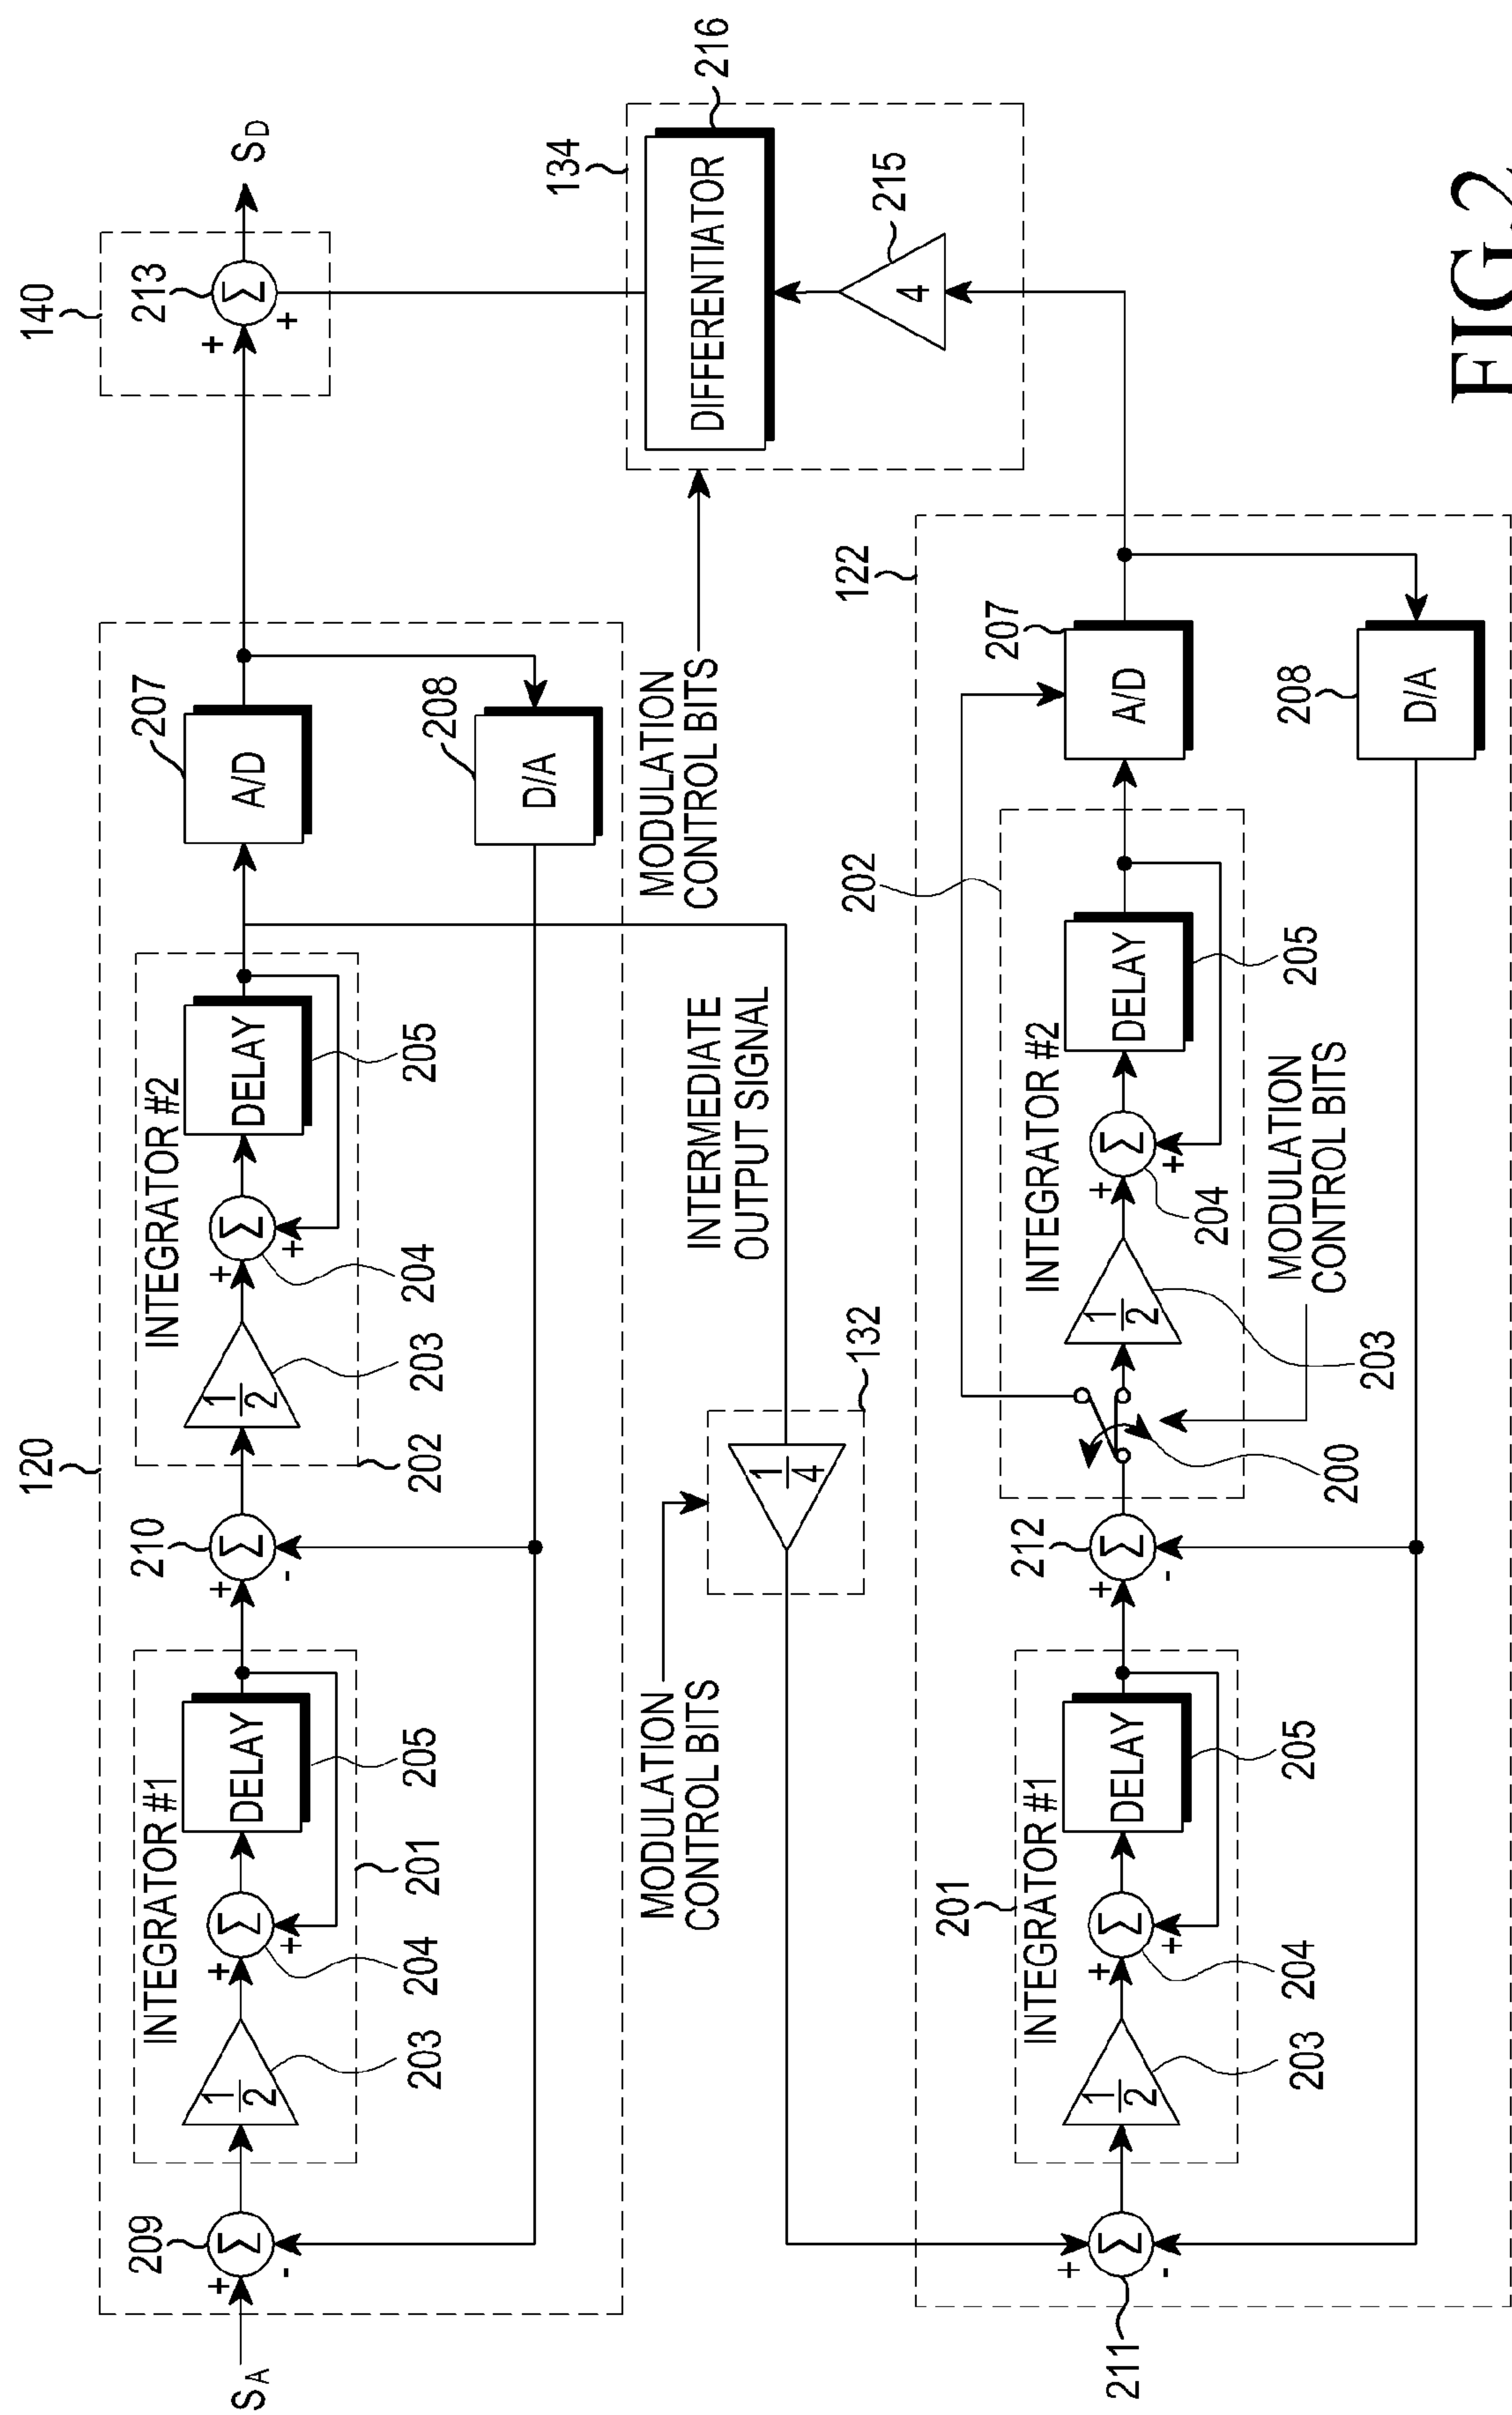 120
140
INTEGRATOR #1
INTEGRATOR #2
209
210
207
213
SA
+
-
1
2
Σ
+
+
DELAY
Σ
+
-
1
2
Σ
+
+
DELAY
A/D
Σ
+
+
SD
203
204
201
205
202
203
204
205
208
D/A
134
DIFFERENTIATOR
216
4
215
MODULATION
CONTROL BITS
MODULATION
CONTROL BITS
INTERMEDIATE
OUTPUT SIGNAL
1
4
132
202
122
201
INTEGRATOR #1
212
INTEGRATOR #2
207
211
Σ
+
-
1
2
Σ
+
+
DELAY
Σ
+
-
1
2
Σ
+
+
DELAY
A/D
203
204
205
200
203
204
205
MODULATION
CONTROL BITS
208
D/A
FIG.2